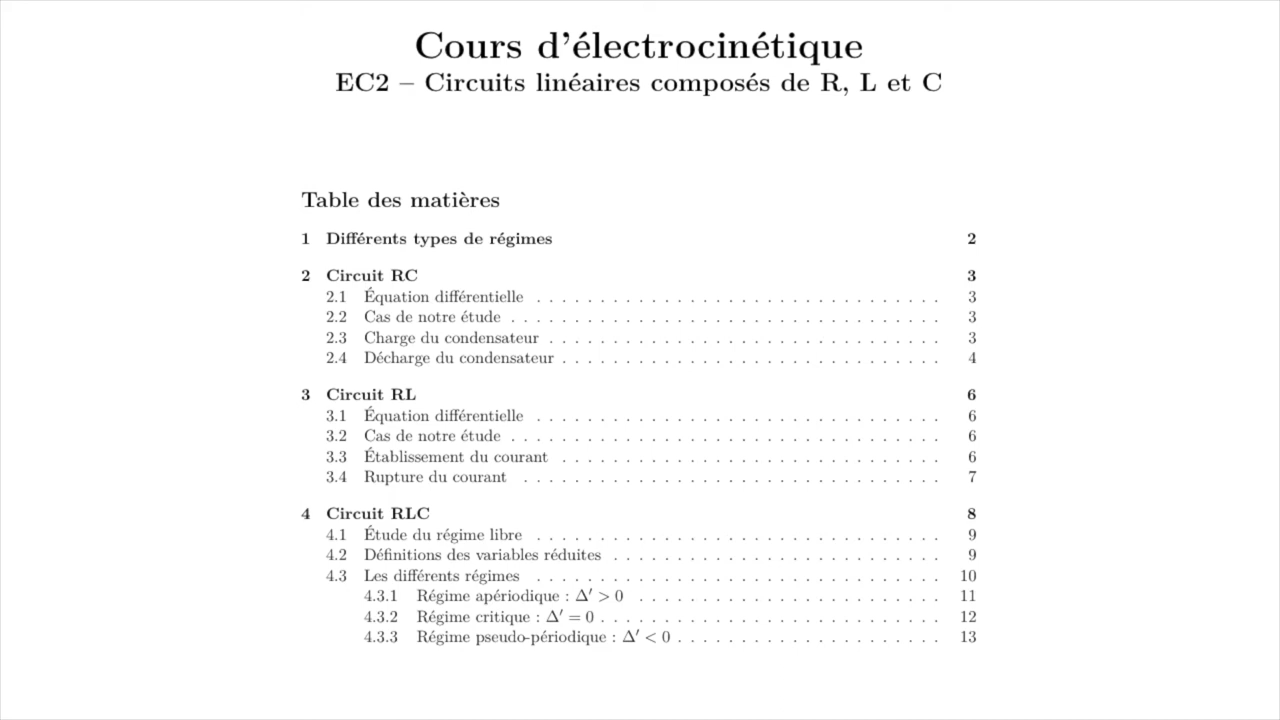 Cours d'électrocinétique
EC2 – Circuits linéaires composés de R, L et C
Table des matières
1 Différents types de régimes 2
2 Circuit RC 3
2.1 Équation différentielle . . . . . . . . . . . . . . . . . . . . . . . . . . . . . . . . 3
2.2 Cas de notre étude . . . . . . . . . . . . . . . . . . . . . . . . . . . . . . . . . . 3
2.3 Charge du condensateur . . . . . . . . . . . . . . . . . . . . . . . . . . . . . . . 3
2.4 Décharge du condensateur . . . . . . . . . . . . . . . . . . . . . . . . . . . . . . 4
3 Circuit RL 6
3.1 Équation différentielle . . . . . . . . . . . . . . . . . . . . . . . . . . . . . . . . 6
3.2 Cas de notre étude . . . . . . . . . . . . . . . . . . . . . . . . . . . . . . . . . . 6
3.3 Établissement du courant . . . . . . . . . . . . . . . . . . . . . . . . . . . . . . 6
3.4 Rupture du courant . . . . . . . . . . . . . . . . . . . . . . . . . . . . . . . . . 7
4 Circuit RLC 8
4.1 Étude du régime libre . . . . . . . . . . . . . . . . . . . . . . . . . . . . . . . . 9
4.2 Définitions des variables réduites . . . . . . . . . . . . . . . . . . . . . . . . . . 9
4.3 Les différents régimes . . . . . . . . . . . . . . . . . . . . . . . . . . . . . . . . 10
4.3.1 Régime apériodique : Δ′ > 0 . . . . . . . . . . . . . . . . . . . . . . . . 11
4.3.2 Régime critique : Δ′ = 0 . . . . . . . . . . . . . . . . . . . . . . . . . . . 12
4.3.3 Régime pseudo-périodique : Δ′ < 0 . . . . . . . . . . . . . . . . . . . . . 13